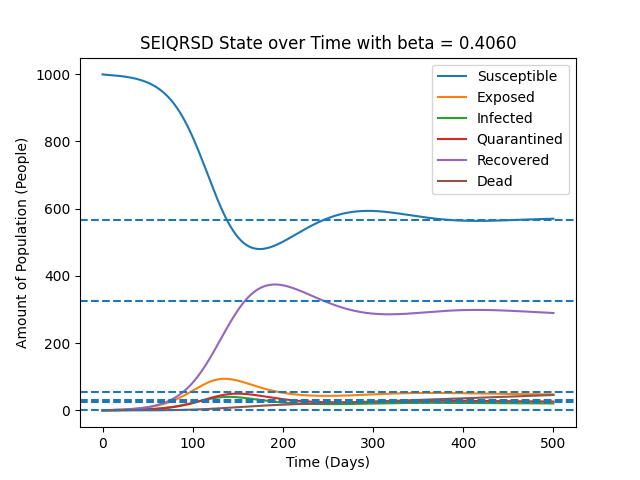 SEIQRSD State over Time with beta = 0.4060
Amount of Population (People)
1000
800
600
400
200
0
Susceptible
Exposed
Infected
Quarantined
Recovered
Dead
0 100 200 300 400 500
Time (Days)